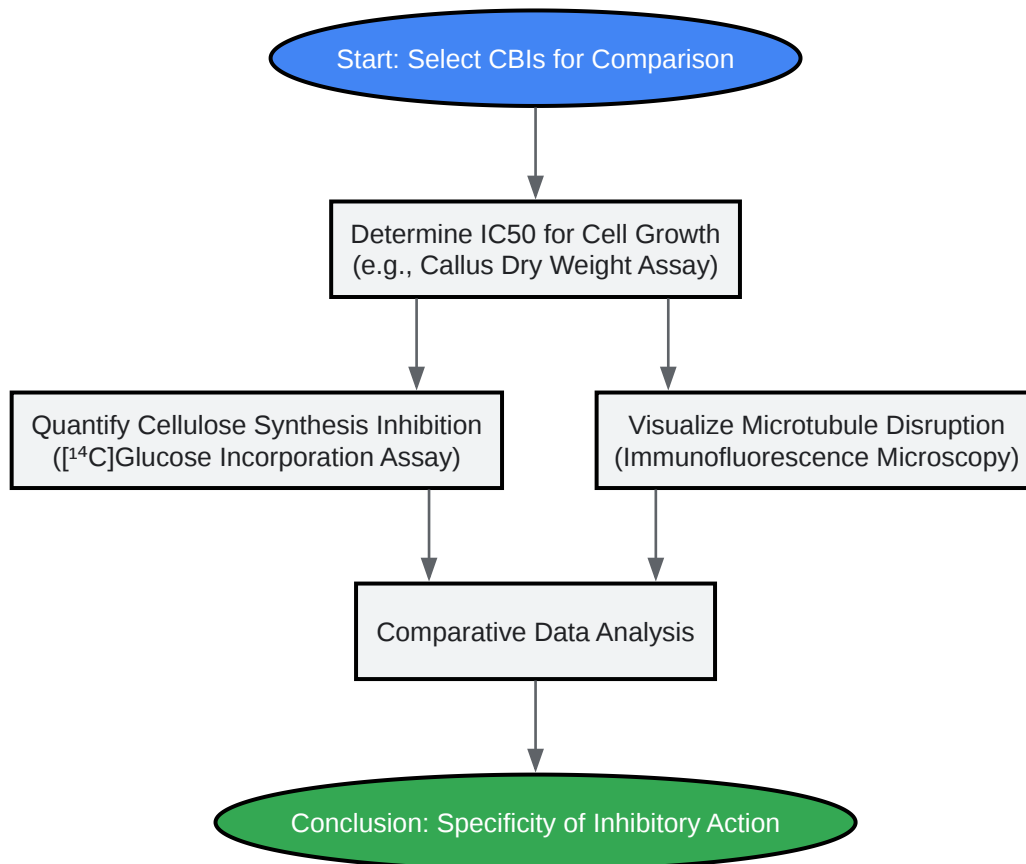 Start: Select CBIs for Comparison
Determine IC50 for Cell Growth
(e.g., Callus Dry Weight Assay)
Quantify Cellulose Synthesis Inhibition
([¹⁴C]Glucose Incorporation Assay)
Visualize Microtubule Disruption
(Immunofluorescence Microscopy)
Comparative Data Analysis
Conclusion: Specificity of Inhibitory Action